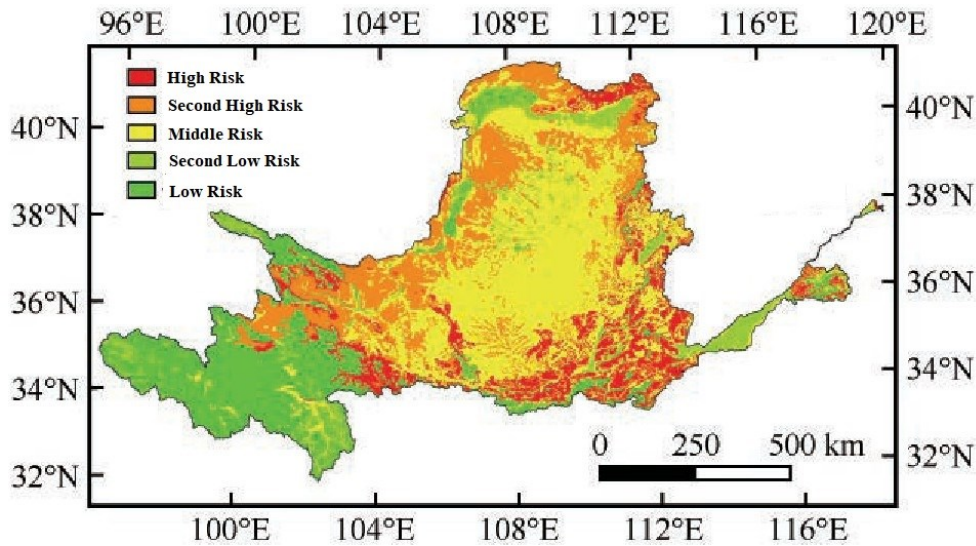 96°E 100°E 104°E 108°E 112°E 116°E 120°E
High Risk
Second High Risk
Middle Risk
Second Low Risk
Low Risk
40°N 40°N
38°N 38°N
36°N 36°N
34°N 34°N
32°N 32°N
0 250 500 km
100°E 104°E 108°E 112°E 116°E